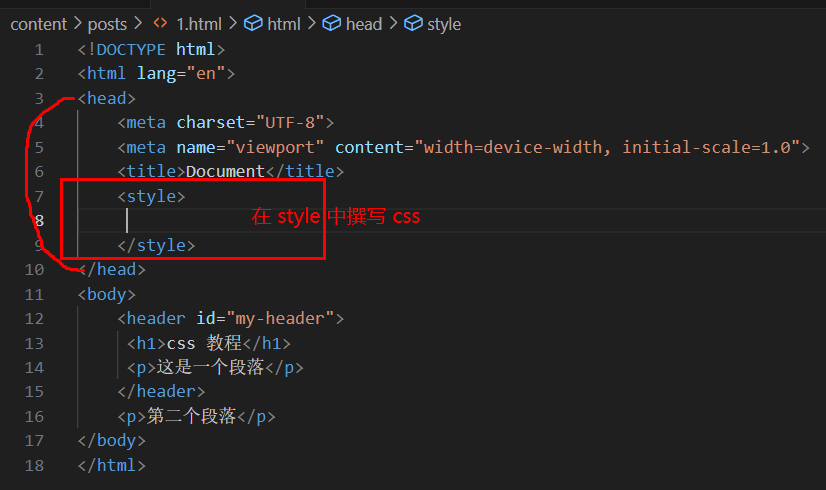 content > posts > <> 1.html > html > head > style
1 <!DOCTYPE html>
2 <html lang="en">
3 <head>
4 <meta charset="UTF-8">
5 <meta name="viewport" content="width=device-width, initial-scale=1.0">
6 <title>Document</title>
7 <style>
8 在 style 中撰写 css
9 </style>
10 </head>
11 <body>
12 <header id="my-header">
13 <h1>css 教程</h1>
14 <p>这是一个段落</p>
15 </header>
16 <p>第二个段落</p>
17 </body>
18 </html>